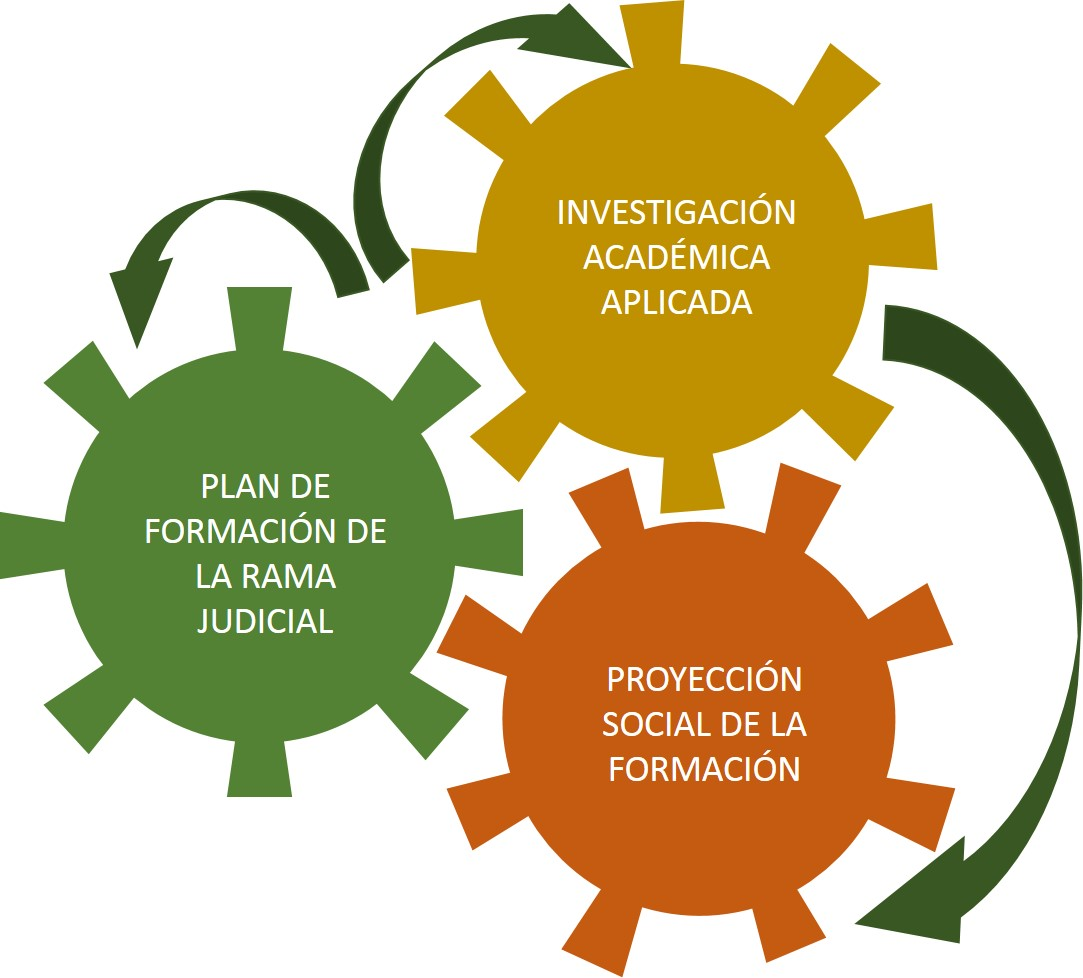 INVESTIGACIÓN
ACADÉMICA
APLICADA
PLAN DE
FORMACIÓN DE
LA RAMA
JUDICIAL
PROYECCIÓN
SOCIAL DE LA
FORMACIÓN